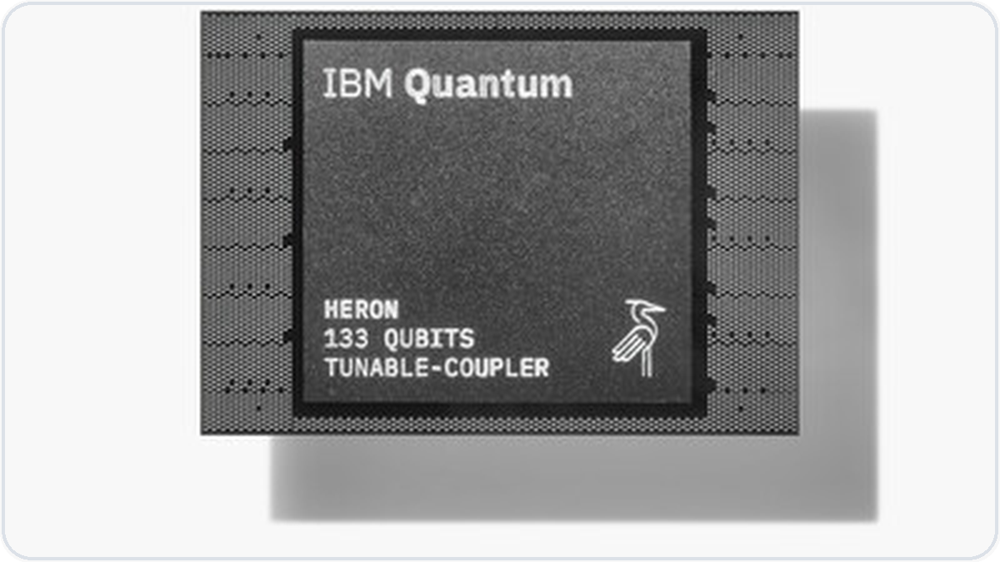 IBM Quantum
HERON
133 QUBITS
TUNABLE-COUPLER